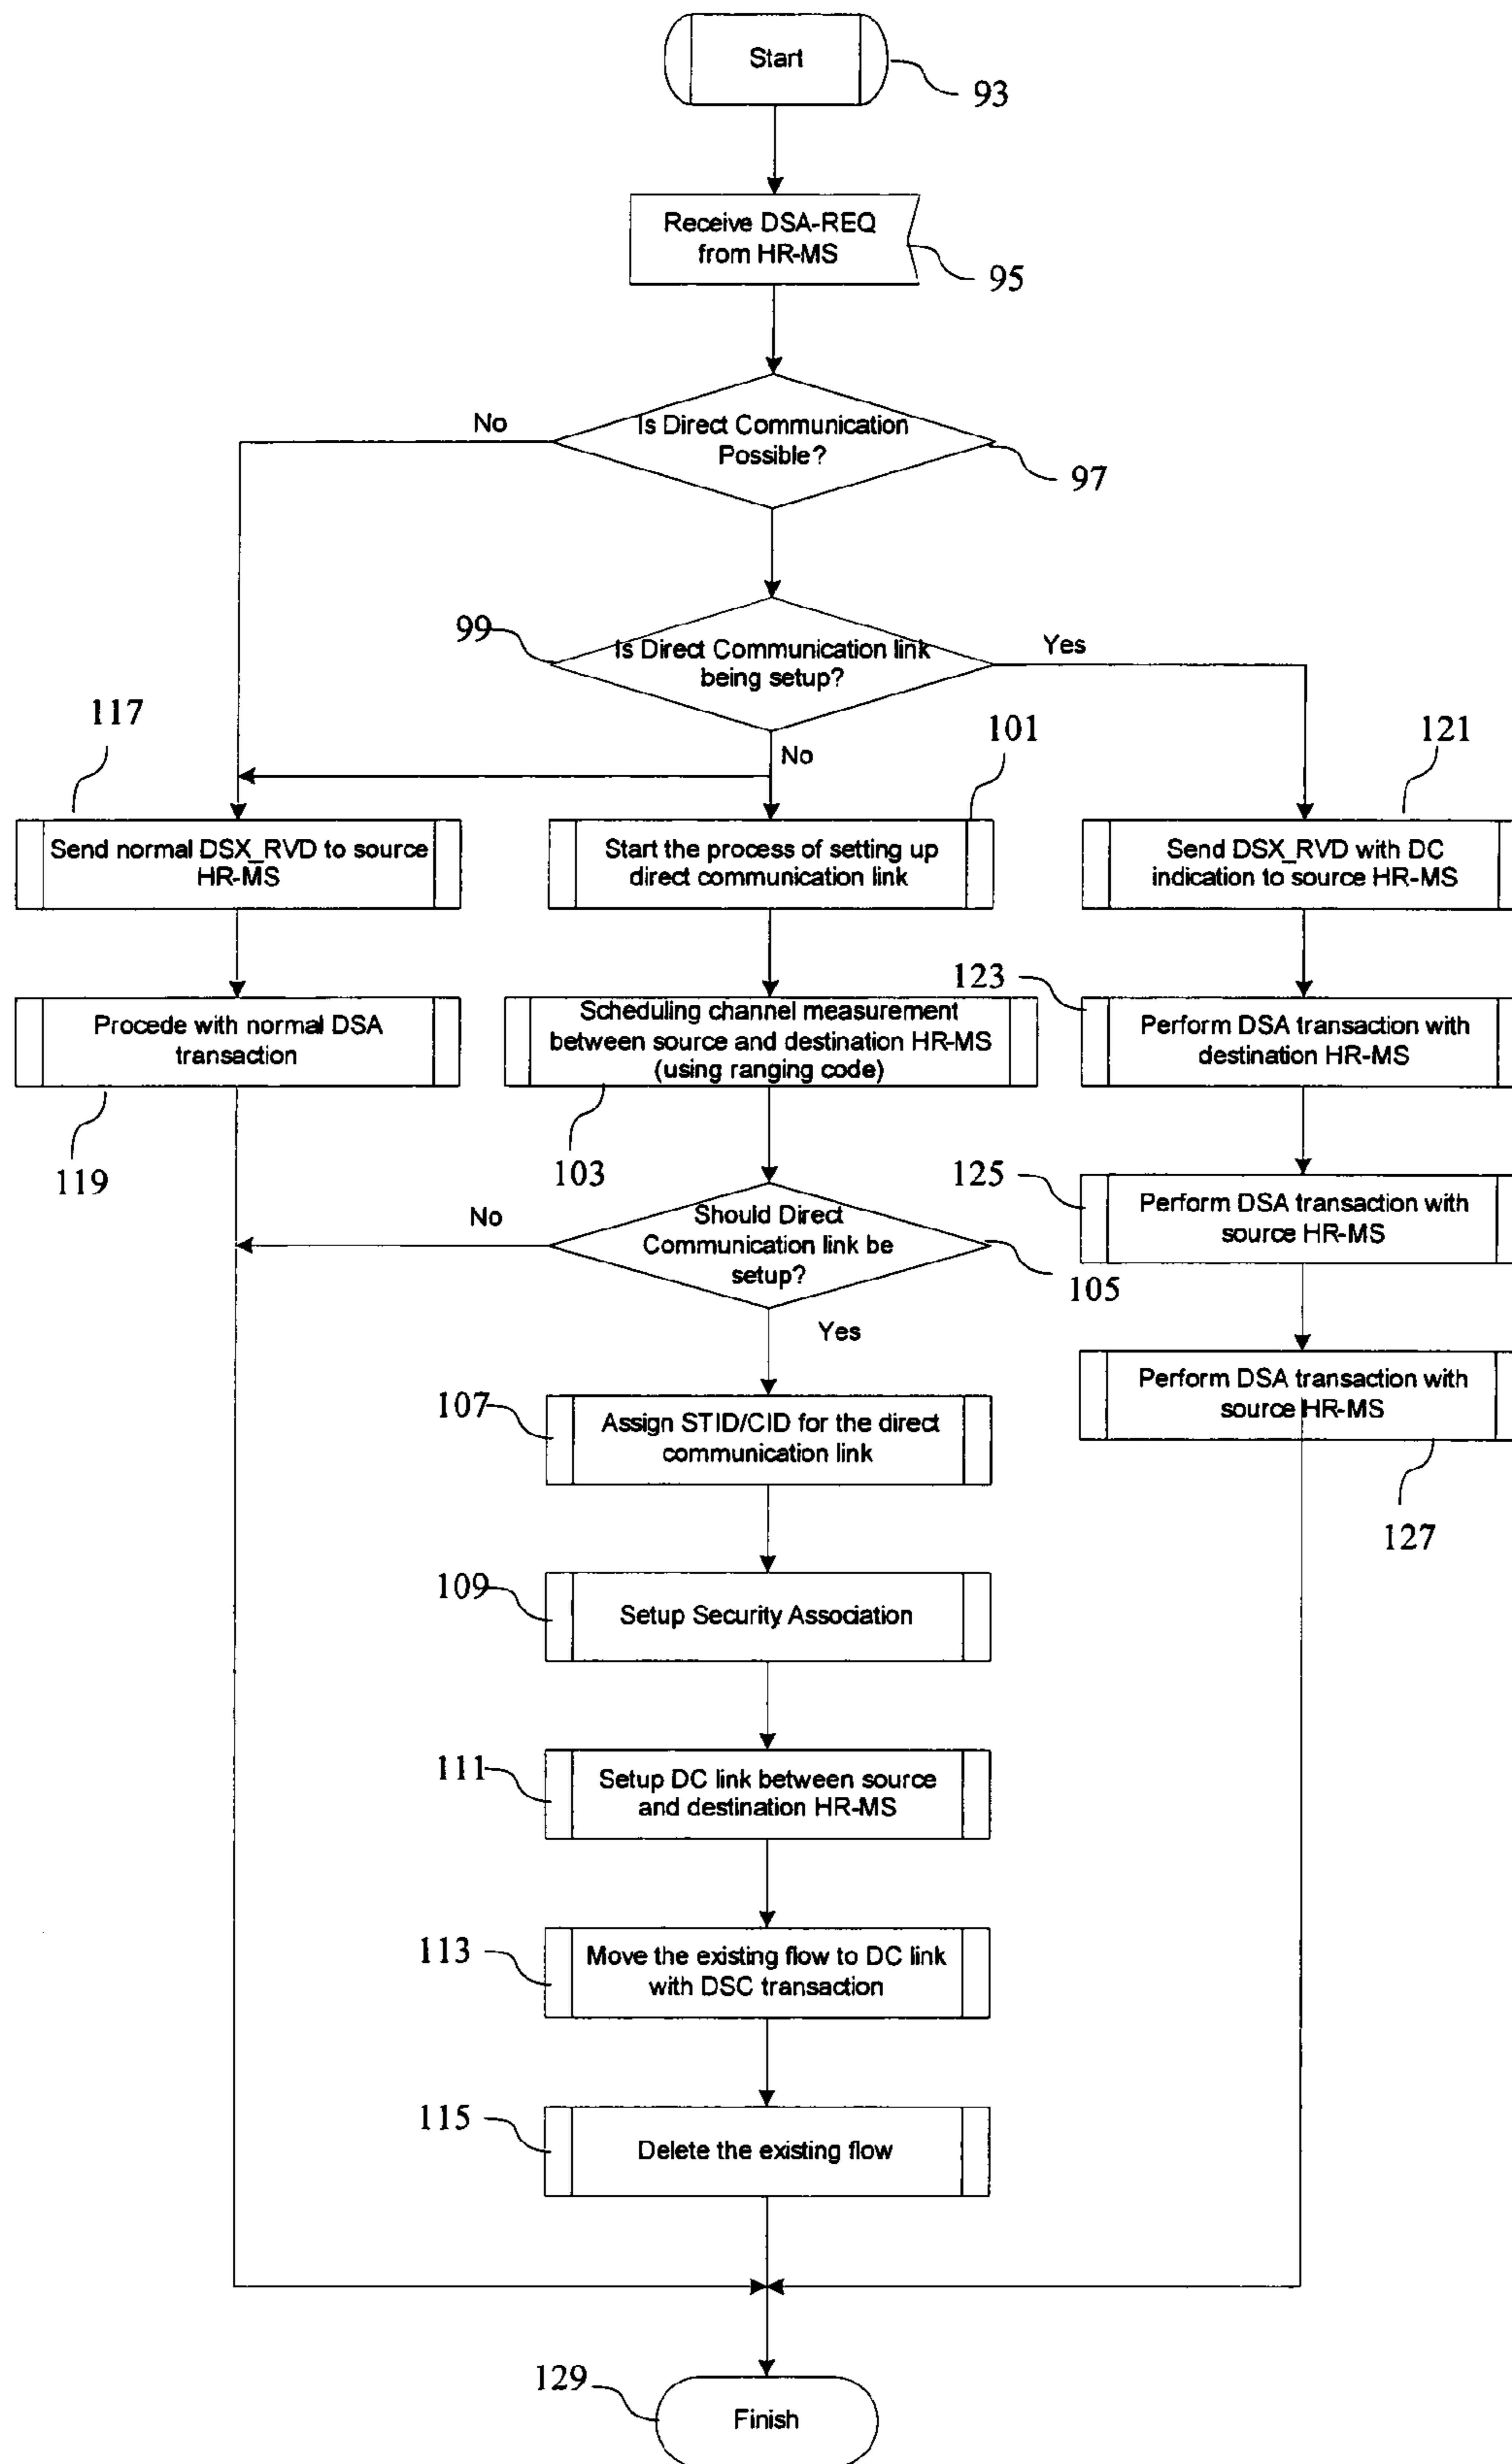 Start
93
Receive DSA-REQ
from HR-MS
95
No
Is Direct Communication
Possible?
97
99
Is Direct Communication link
being setup?
Yes
117
No
101
121
Send normal DSX_RVD to source
HR-MS
Start the process of setting up
direct communication link
Send DSX_RVD with DC
indication to source HR-MS
123
Procede with normal DSA
transaction
Scheduling channel measurement
between source and destination HR-MS
(using ranging code)
Perform DSA transaction with
destination HR-MS
119
103
125
No
Should Direct
Communication link be
setup?
Perform DSA transaction with
source HR-MS
105
Yes
Perform DSA transaction with
source HR-MS
107
Assign STID/CID for the direct
communication link
127
109
Setup Security Association
111
Setup DC link between source
and destination HR-MS
113
Move the existing flow to DC link
with DSC transaction
115
Delete the existing flow
129
Finish